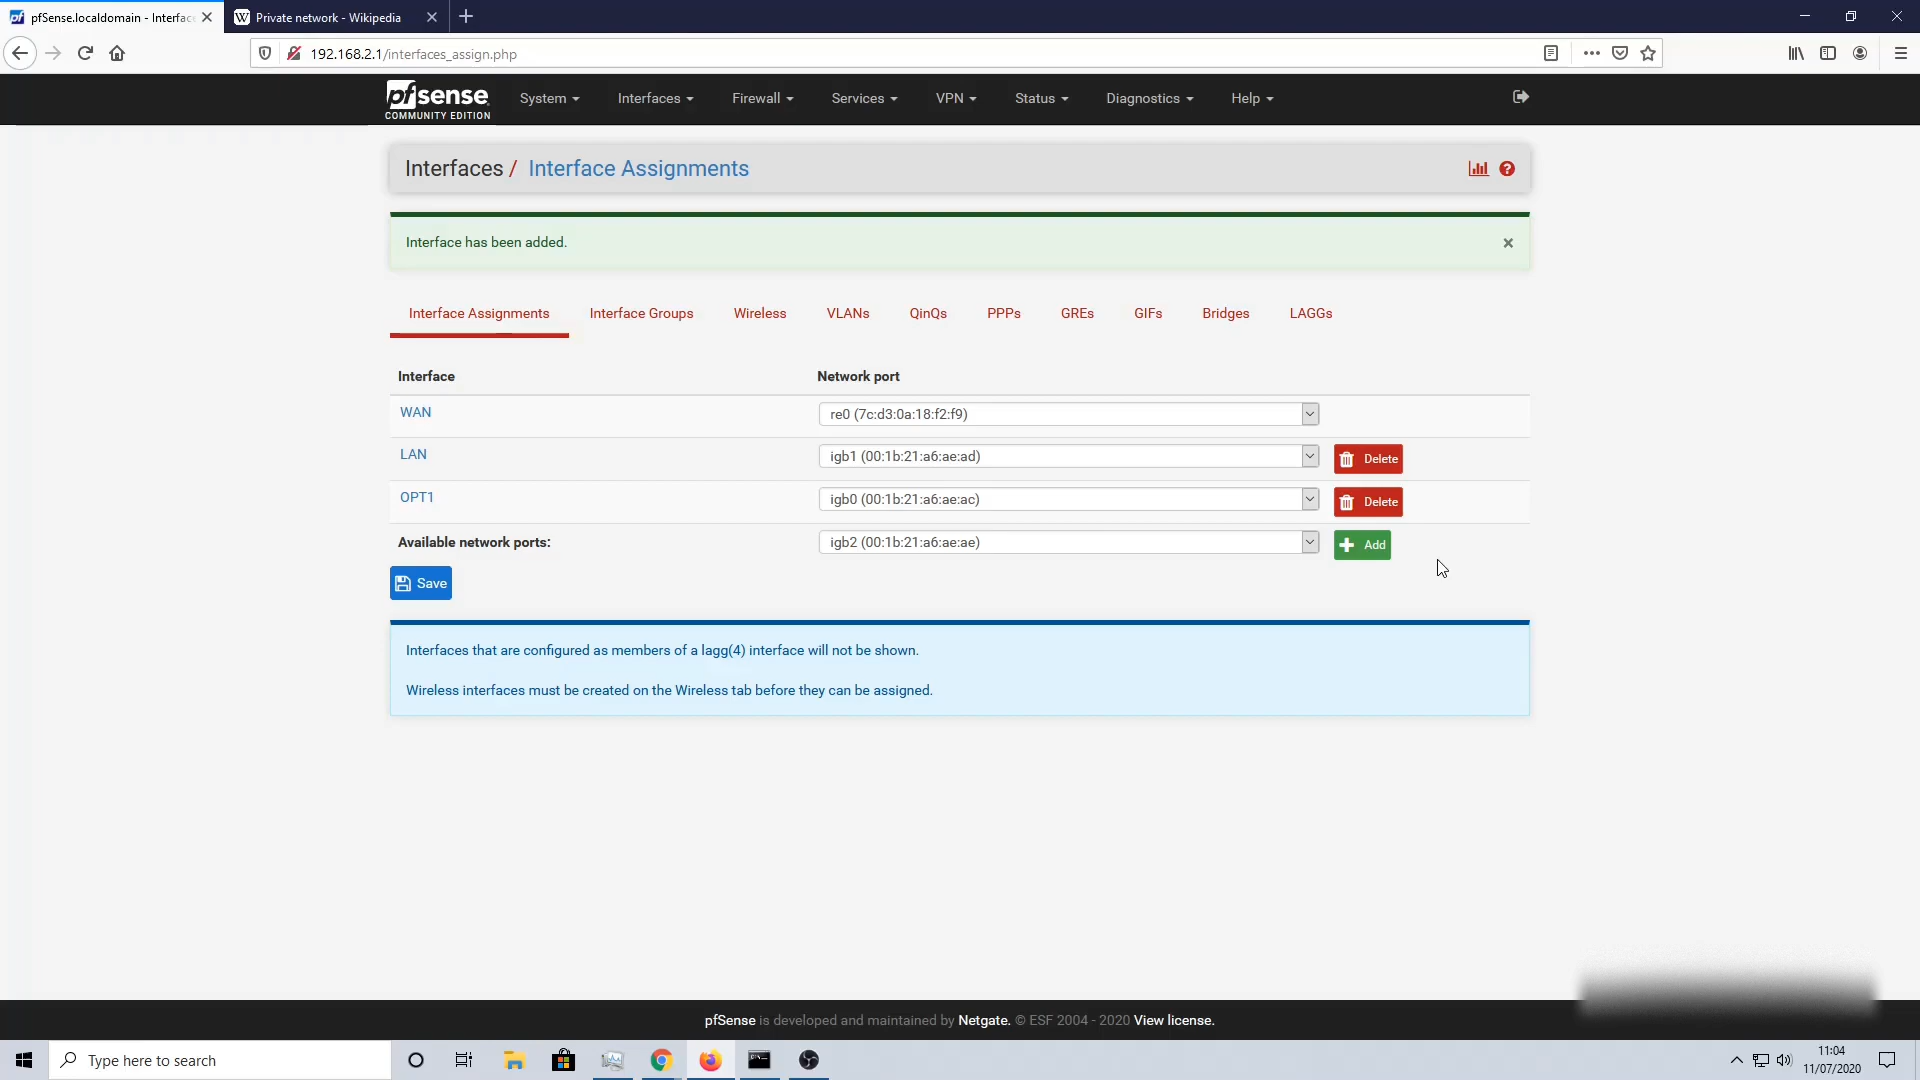 pfSense.localdomain - Interfac
Private network - Wikipedia
192.168.2.1/interfaces_assign.php
pfsense
COMMUNITY EDITION
System
Interfaces
Firewall
Services
VPN
Status
Diagnostics
Help
Interfaces / Interface Assignments
Interface has been added.
×
Interface Assignments
Interface Groups
Wireless
VLANs
QinQs
PPPs
GREs
GIFs
Bridges
LAGGs
Interface
Network port
WAN
re0 (7c:d3:0a:18:f2:f9)
LAN
igb1 (00:1b:21:a6:ae:ad)
Delete
OPT1
igb0 (00:1b:21:a6:ae:ac)
Delete
Available network ports:
igb2 (00:1b:21:a6:ae:ae)
Add
Save
Interfaces that are configured as members of a lagg(4) interface will not be shown.
Wireless interfaces must be created on the Wireless tab before they can be assigned.
pfSense is developed and maintained by Netgate. © ESF 2004 - 2020 View license.
Type here to search
11:04
11/07/2020